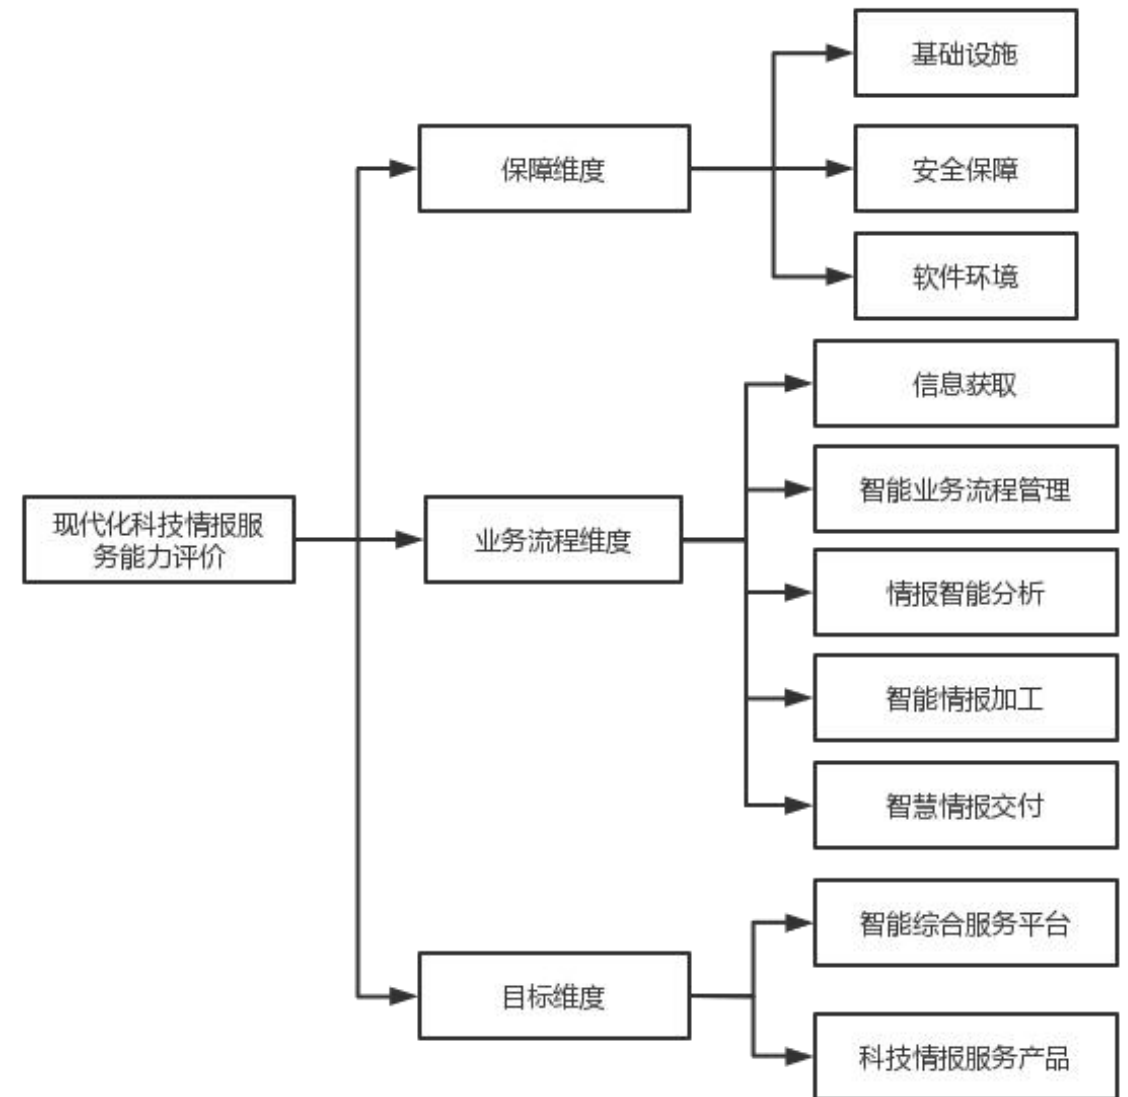 现代化科技情报服
务能力评价
保障维度
基础设施
安全保障
软件环境
业务流程维度
信息获取
智能业务流程管理
情报智能分析
智能情报加工
智慧情报交付
目标维度
智能综合服务平台
科技情报服务产品